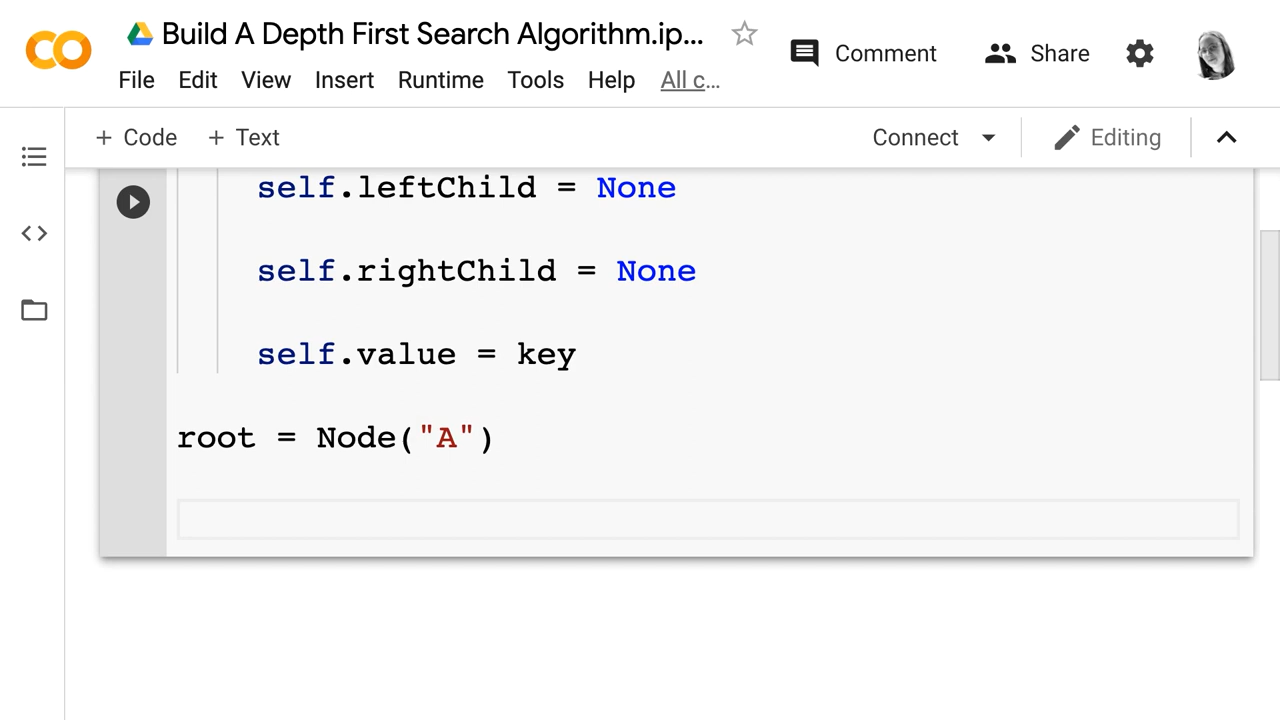 Build A Depth First Search Algorithm.ip...
File Edit View Insert Runtime Tools Help All c...
Comment Share
+ Code + Text
Connect Editing
self.leftChild = None
self.rightChild = None
self.value = key
root = Node("A")